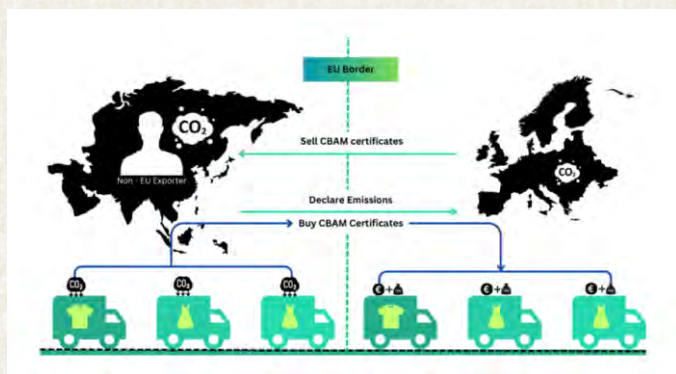 EU Border
CO₂
Sell CBAM certificates
CO₂
Non - EU Exporter
Declare Emissions
Buy CBAM Certificates
CO₂
CO₂
CO₂
€ +
€ +
€ +